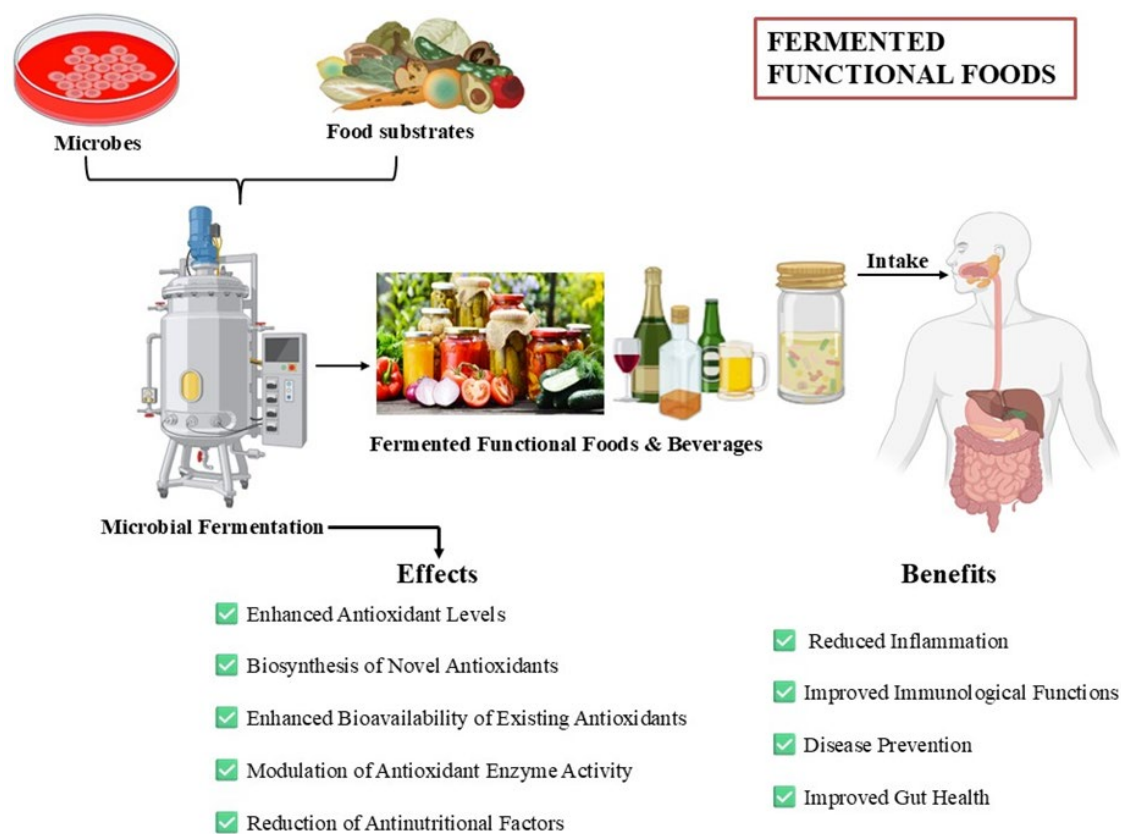 FERMENTED
FUNCTIONAL FOODS
Microbes
Food substrates
Intake
Fermented Functional Foods & Beverages
Microbial Fermentation
Effects
Enhanced Antioxidant Levels
Biosynthesis of Novel Antioxidants
Enhanced Bioavailability of Existing Antioxidants
Modulation of Antioxidant Enzyme Activity
Reduction of Antinutritional Factors
Benefits
Reduced Inflammation
Improved Immunological Functions
Disease Prevention
Improved Gut Health